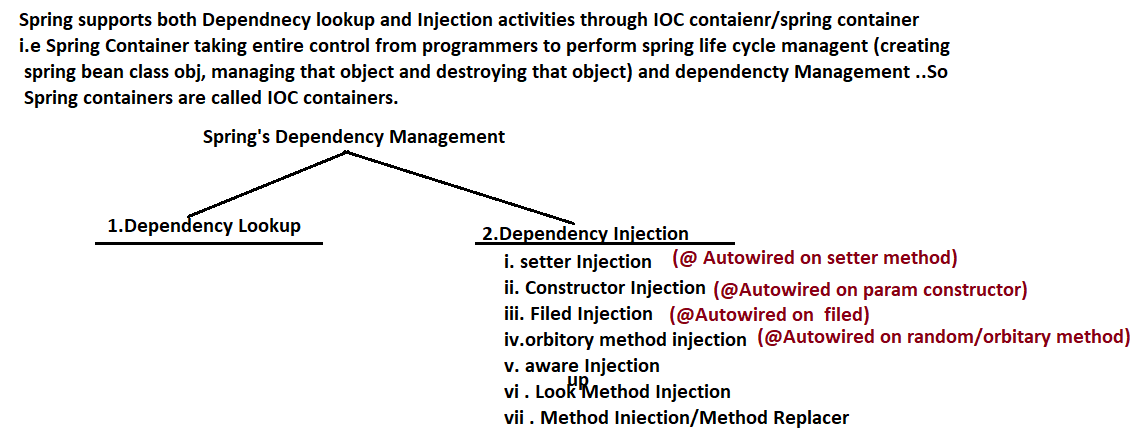 Spring supports both Dependnecy lookup and Injection activities through IOC contaienr/spring container
i.e Spring Container taking entire control from programmers to perform spring life cycle managent (creating
spring bean class obj, managing that object and destroying that object) and dependencty Management ..So
Spring containers are called IOC containers.
Spring's Dependency Management
1.Dependency Lookup
2.Dependency Injection
i. setter Injection (@ Autowired on setter method)
ii. Constructor Injection (@Autowired on param constructor)
iii. Filed Injection (@Autowired on filed)
iv.orbitory method injection (@Autowired on random/orbitary method)
v. aware Injection
up
vi . Look Method Injection
vii . Method Injection/Method Replacer